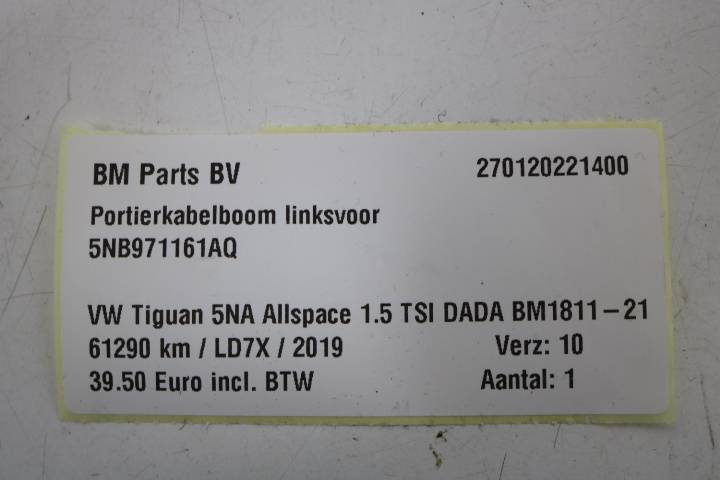 BM Parts BV 270120221400
Portierkabelboom linksvoor
5NB971161AQ
VW Tiguan 5NA Allspace 1.5 TSI DADA BM1811-21
61290 km / LD7X / 2019 Verz: 10
39.50 Euro incl. BTW Aantal: 1